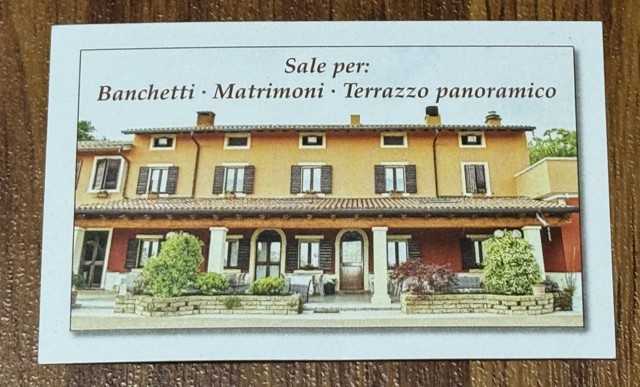 Sale per:
Banchetti · Matrimoni · Terrazzo panoramico